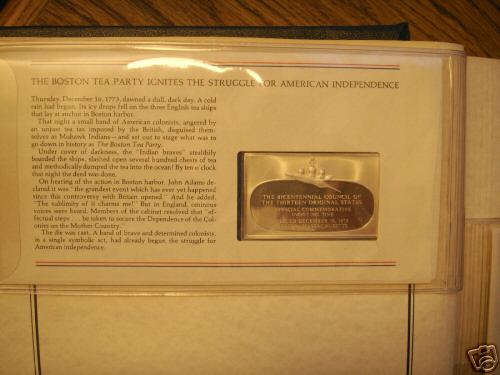 THE BOSTON TEA PARTY IGNITES THE STRUGGLE FOR AMERICAN INDEPENDENCE
Thursday, December 16, 1773, dawned a dull, dark day. A cold
rain had begun. Its icy drops fell on the three English tea ships
that lay at anchor in Boston harbor.
That night a small band of American colonists, angered by
an unjust tea tax imposed by the British, disguised them-
selves as Mohawk Indians—and set out to stage what was to
go down in history as The Boston Tea Party.
Under cover of darkness, the "Indian braves" stealthily
boarded the ships, slashed open several hundred chests of tea
and methodically dumped the tea into the ocean! By ten o'clock
that night the deed was done.
On hearing of the action in Boston harbor, John Adams de-
clared it was "the grandest event which has ever yet happened
since this controversy with Britain opened." And he added,
"The sublimity of it charms me!" But in England, ominous
voices were heard. Members of the cabinet resolved that "ef-
fectual steps . . . be taken to secure the Dependence of the Col-
onies on the Mother Country."
The die was cast. A band of brave and determined colonists,
in a single symbolic act, had already begun the struggle for
American independence.
THE BICENTENNIAL COUNCIL OF
THE THIRTEEN ORIGINAL STATES
OFFICIAL COMMEMORATIVE
INGOT NO. ONE
DECEMBER 16, 1973